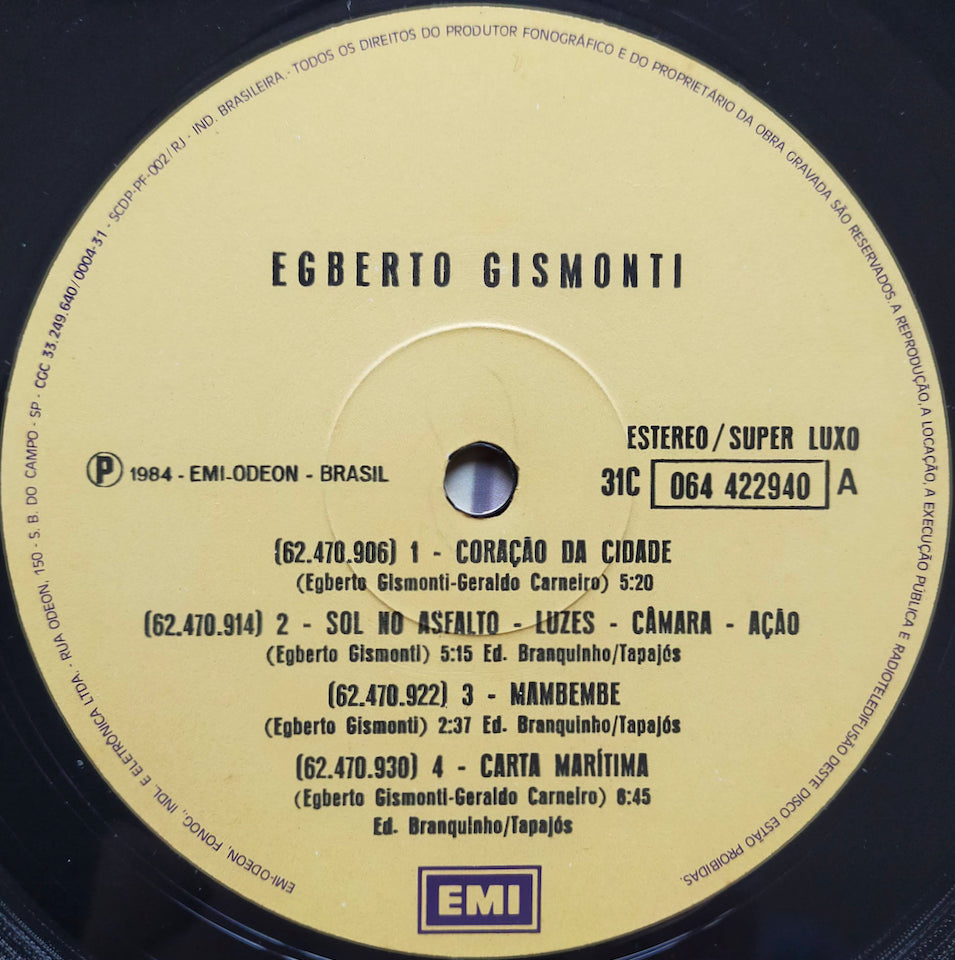 EMI-ODEON, FONOG., INDL. E ELETRÔNICA LTDA. - RUA ODEON, 150 - S. B. DO CAMPO - SP - CGC 33.249.640/0004-31 - SCDP-PF-002/RJ - IND. BRASILEIRA. - TODOS OS DIREITOS DO PRODUTOR FONOGRÁFICO E DO PROPRIETÁRIO DA OBRA GRAVADA SÃO RESERVADOS. A REPRODUÇÃO, A LOCAÇÃO, A EXECUÇÃO PÚBLICA E RADIOTELEDIFUSÃO DESTE DISCO ESTÃO PROIBIDAS.
EGBERTO GISMONTI
ESTEREO/SUPER LUXO
Ⓟ 1984 - EMI-ODEON - BRASIL
31C 064 422940 A
(62.470.906) 1 - CORAÇÃO DA CIDADE
(Egberto Gismonti-Geraldo Carneiro) 5:20
(62.470.914) 2 - SOL NO ASFALTO - LUZES - CÂMARA - AÇÃO
(Egberto Gismonti) 5:15 Ed. Branquinho/Tapajós
(62.470.922) 3 - MAMBEMBE
(Egberto Gismonti) 2:37 Ed. Branquinho/Tapajós
(62.470.930) 4 - CARTA MARÍTIMA
(Egberto Gismonti-Geraldo Carneiro) 6:45
Ed. Branquinho/Tapajós
EMI